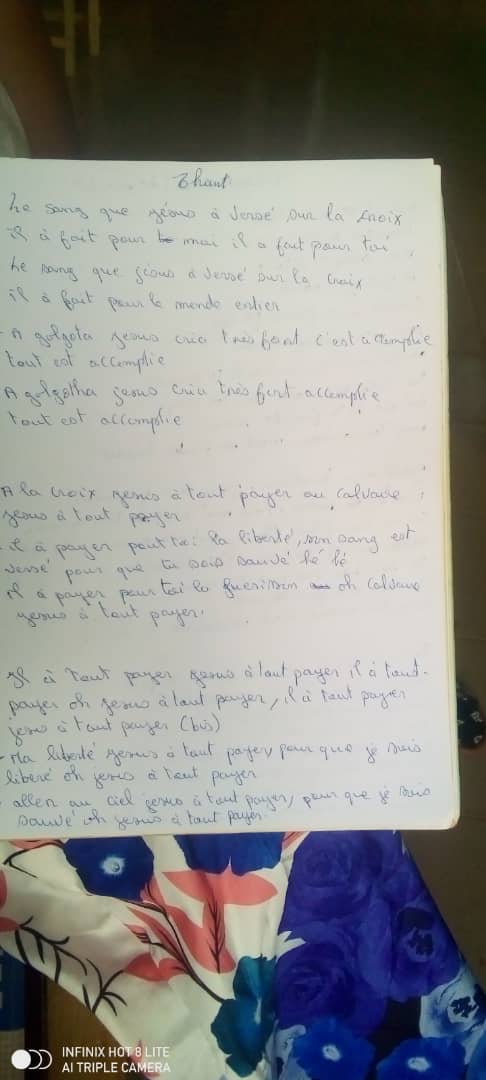 Chant
Le sang que jésus à versé sur la croix
il à fait pour moi il a fait pour toi
Le sang que jésus à versé sur la croix
il à fait pour le monde entier
- A golgota jesus cria très fort c'est accomplie
tout est accomplie
A golgotha jesus cria très fort accomplie
tout est accomplie
A la croix jesus à tout payer au calvaire
jesus à tout payer
- il à payer pour toi la liberté, son sang est
versé pour que tu sois sauvé hé hé
il à payer pour toi la guerison oh calvaire
jesus à tout payer.
Il à tout payer jesus à tout payer il à tout
payer oh jesus à tout payer, il à tout payer
jesus à tout payer (bis)
- Ma liberté jesus à tout payer, pour que je suis
liberé oh jesus à tout payer
- aller au ciel jesus à tout payer, pour que je sois
sauvé oh jesus à tout payer.
INFINIX HOT 8 LITE
AI TRIPLE CAMERA